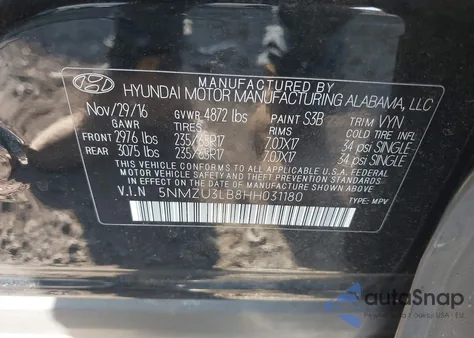 MANUFACTURED BY
HYUNDAI MOTOR MANUFACTURING ALABAMA, LLC
Nov/29/16 GVWR 4872 lbs PAINT S3B TRIM VYN
GAWR TIRES RIMS COLD TIRE INFL
FRONT 2976 lbs 235/65R17 7.0JX17 34 psi SINGLE
REAR 3075 lbs 235/65R17 7.0JX17 34 psi SINGLE
THIS VEHICLE CONFORMS TO ALL APPLICABLE U.S.A. FEDERAL
MOTOR VEHICLE SAFETY, BUMPER, AND THEFT PREVENTION STANDARDS
IN EFFECT ON THE DATE OF MANUFACTURE SHOWN ABOVE.
V.I.N 5NMZU3LB8HH031180
TYPE: MPV
autoSnap